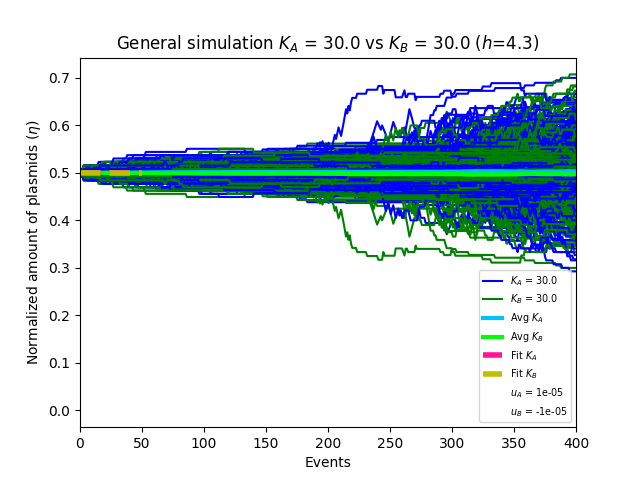 General simulation K_A = 30.0 vs K_B = 30.0 (h=4.3)
Normalized amount of plasmids (η)
0.7
0.6
0.5
0.4
0.3
0.2
0.1
0.0
0 50 100 150 200 250 300 350 400
Events
K_A = 30.0
K_B = 30.0
Avg K_A
Avg K_B
Fit K_A
Fit K_B
u_A = 1e-05
u_B = -1e-05